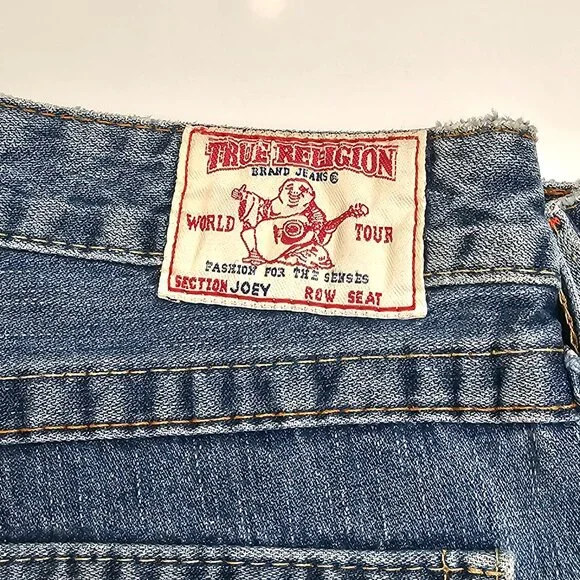 TRUE RELIGION
BRAND JEANS®
WORLD TOUR
FASHION FOR THE SENSES
SECTION JOEY ROW SEAT